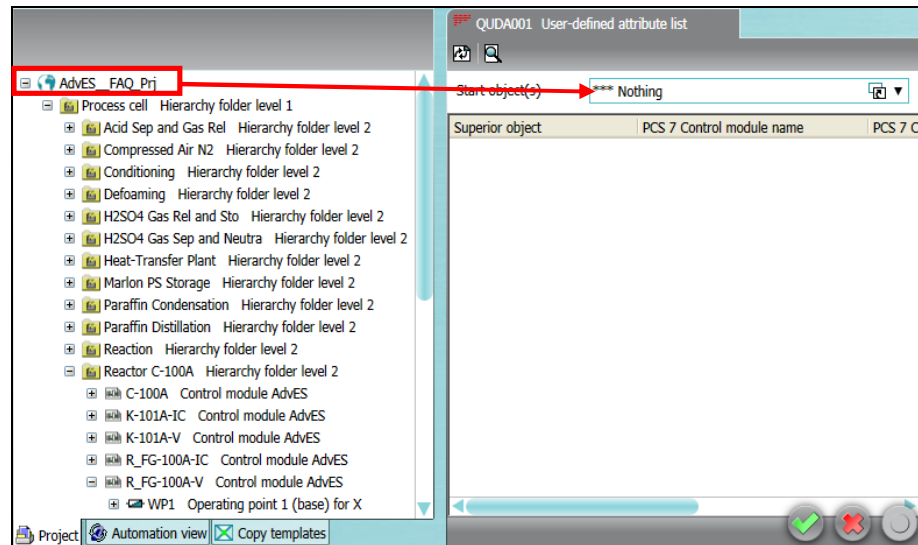 QUDA001 User-defined attribute list
AdvES__FAQ_Prj
Start object(s)
*** Nothing
Process cell Hierarchy folder level 1
Acid Sep and Gas Rel Hierarchy folder level 2
Compressed Air N2 Hierarchy folder level 2
Conditioning Hierarchy folder level 2
Defoaming Hierarchy folder level 2
H2SO4 Gas Rel and Sto Hierarchy folder level 2
H2SO4 Gas Sep and Neutra Hierarchy folder level 2
Heat-Transfer Plant Hierarchy folder level 2
Marlon PS Storage Hierarchy folder level 2
Paraffin Condensation Hierarchy folder level 2
Paraffin Distillation Hierarchy folder level 2
Reaction Hierarchy folder level 2
Reactor C-100A Hierarchy folder level 2
C-100A Control module AdvES
K-101A-IC Control module AdvES
K-101A-V Control module AdvES
R_FG-100A-IC Control module AdvES
R_FG-100A-V Control module AdvES
WP1 Operating point 1 (base) for X
Project Automation view Copy templates
Superior object PCS 7 Control module name PCS 7 C